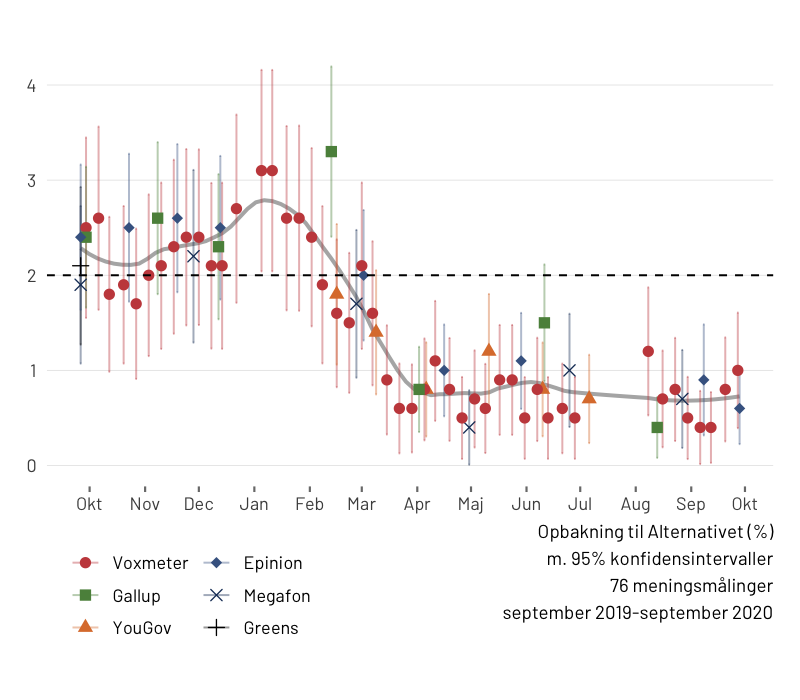 4
3
2
1
0
Okt Nov Dec Jan Feb Mar Apr Maj Jun Jul Aug Sep Okt
Opbakning til Alternativet (%)
m. 95% konfidensintervaller
76 meningsmålinger
september 2019-september 2020
Voxmeter Epinion
Gallup Megafon
YouGov Greens